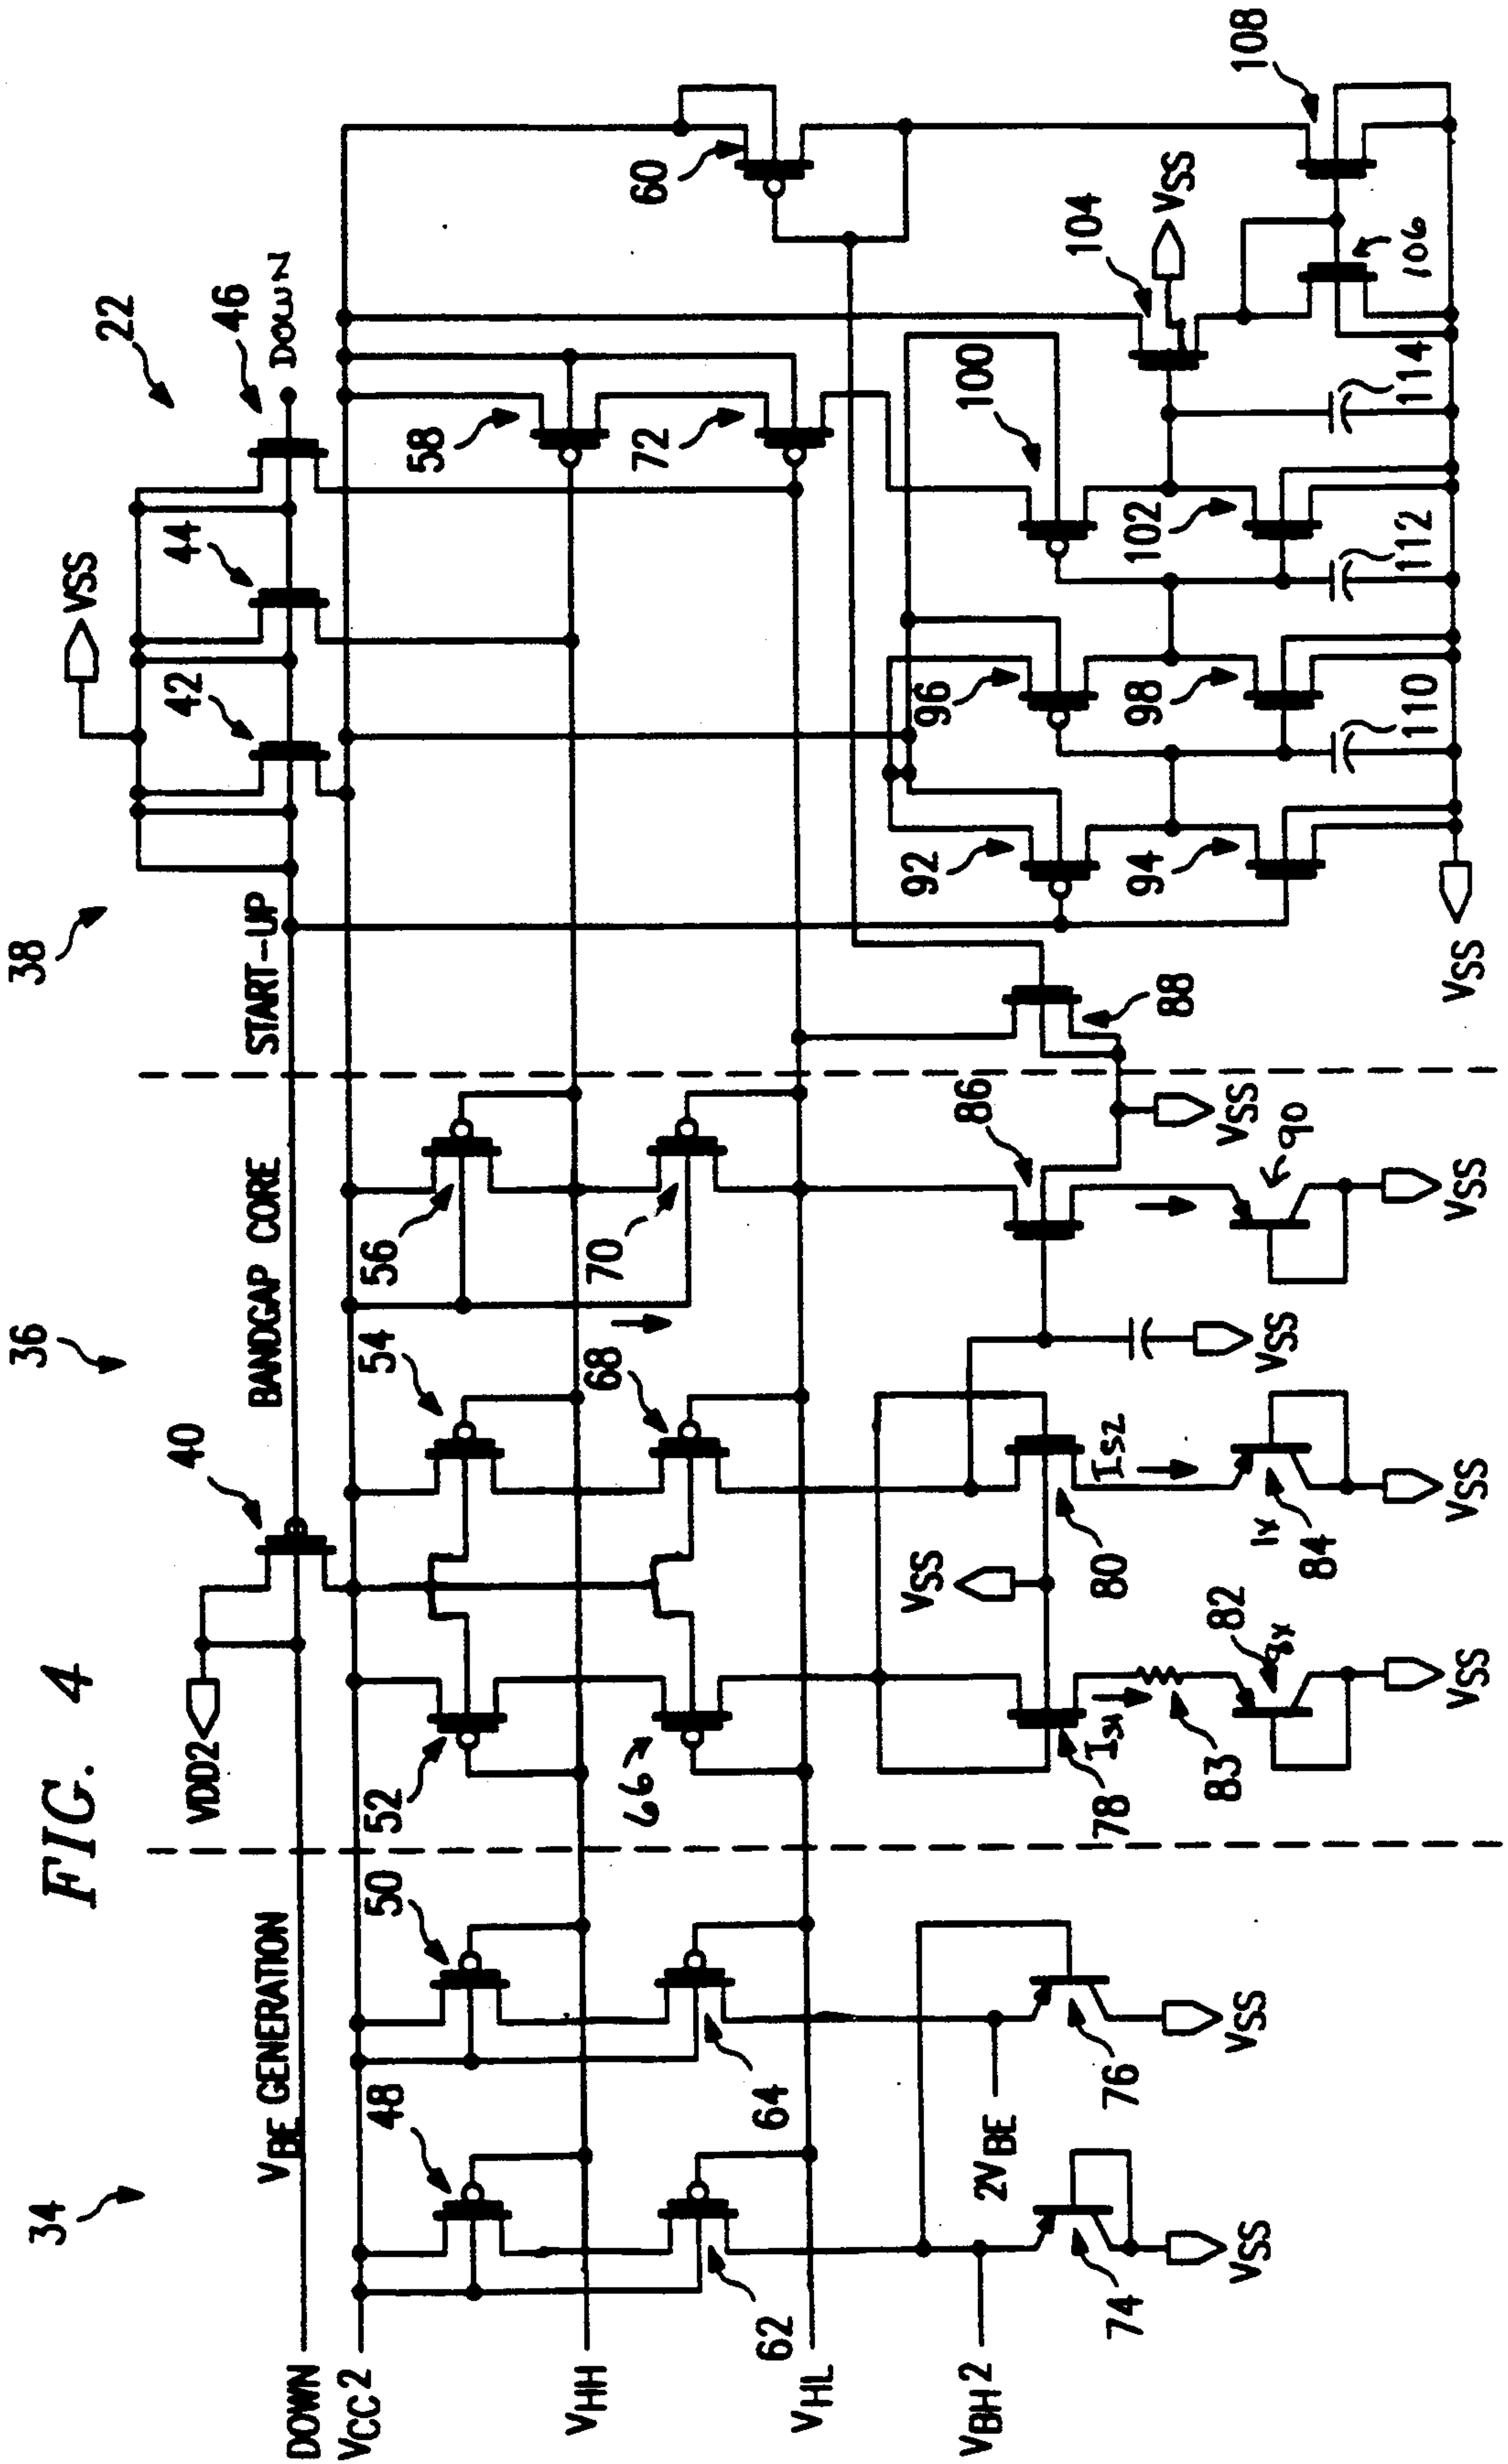 FIG. 4
34
36
38
22
VBE GENERATION
BANDGAP CORE
START-UP
40
42
44
46
VSS
VDD2
DOWN
DOWN
VCC2
48
50
52
54
56
58
60
VHH
62
64
66
68
70
72
VHL
VBH2
2VBE
74
76
VSS
VSS
78
80
VSS
IS1
IS2
83
82
8X
84
1X
86
88
90
VSS
VSS
VSS
VSS
VSS
92
94
96
98
100
102
104
VSS
106
108
110
112
114
VSS